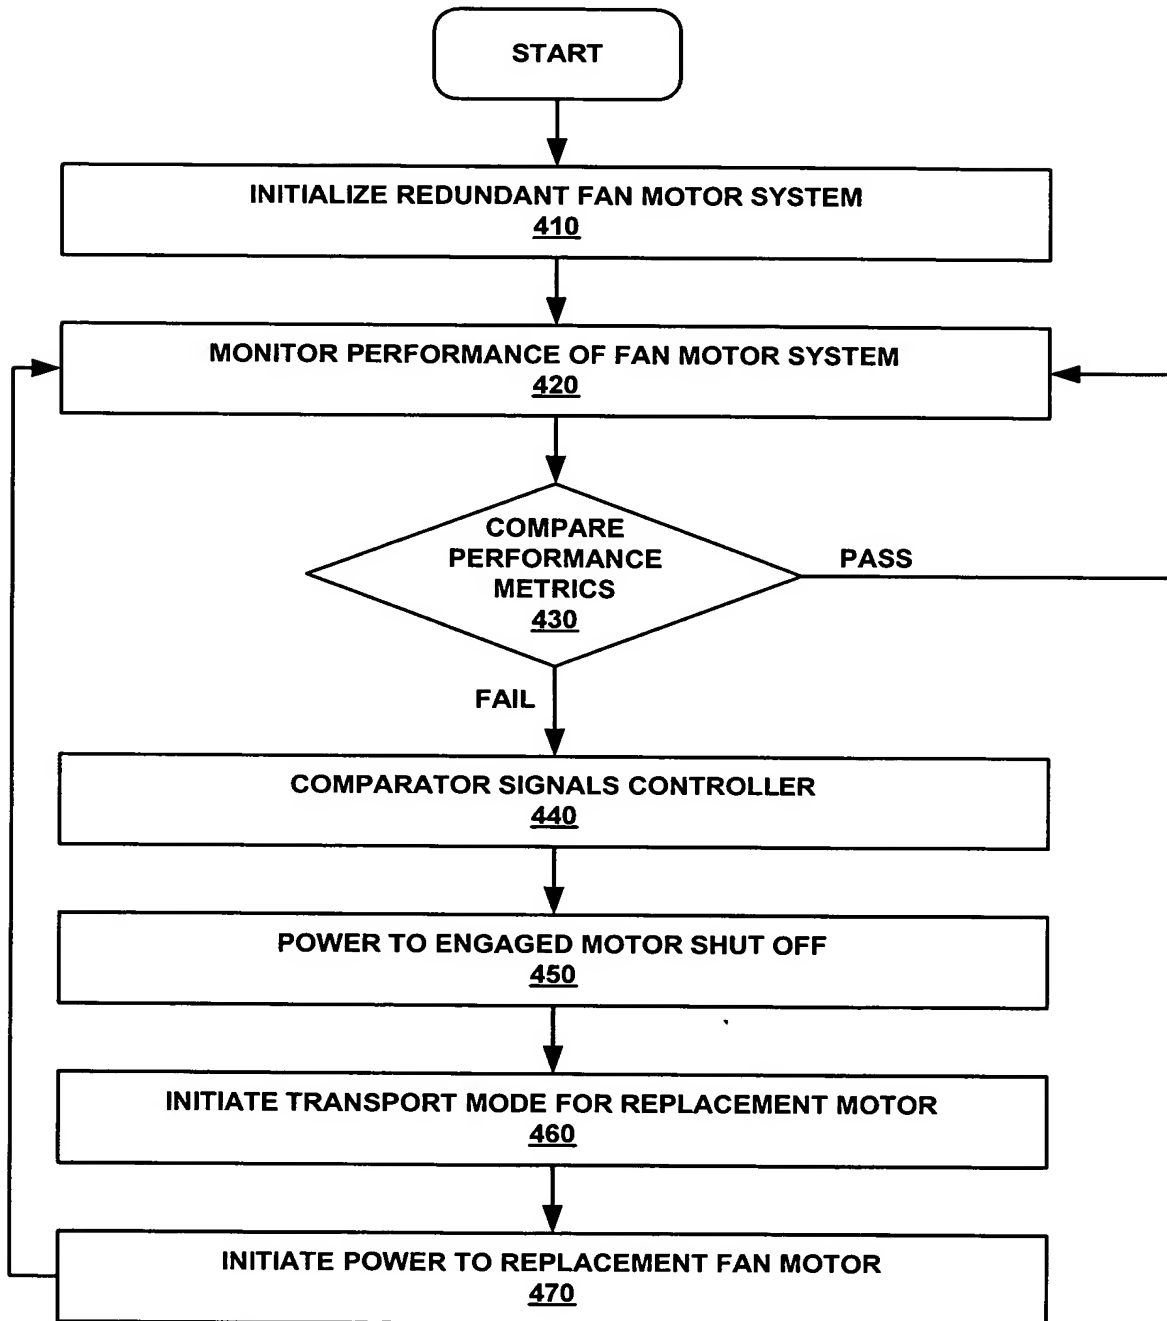 START
INITIALIZE REDUNDANT FAN MOTOR SYSTEM
410
MONITOR PERFORMANCE OF FAN MOTOR SYSTEM
420
COMPARE
PERFORMANCE
METRICS
430
PASS
FAIL
COMPARATOR SIGNALS CONTROLLER
440
POWER TO ENGAGED MOTOR SHUT OFF
450
INITIATE TRANSPORT MODE FOR REPLACEMENT MOTOR
460
INITIATE POWER TO REPLACEMENT FAN MOTOR
470